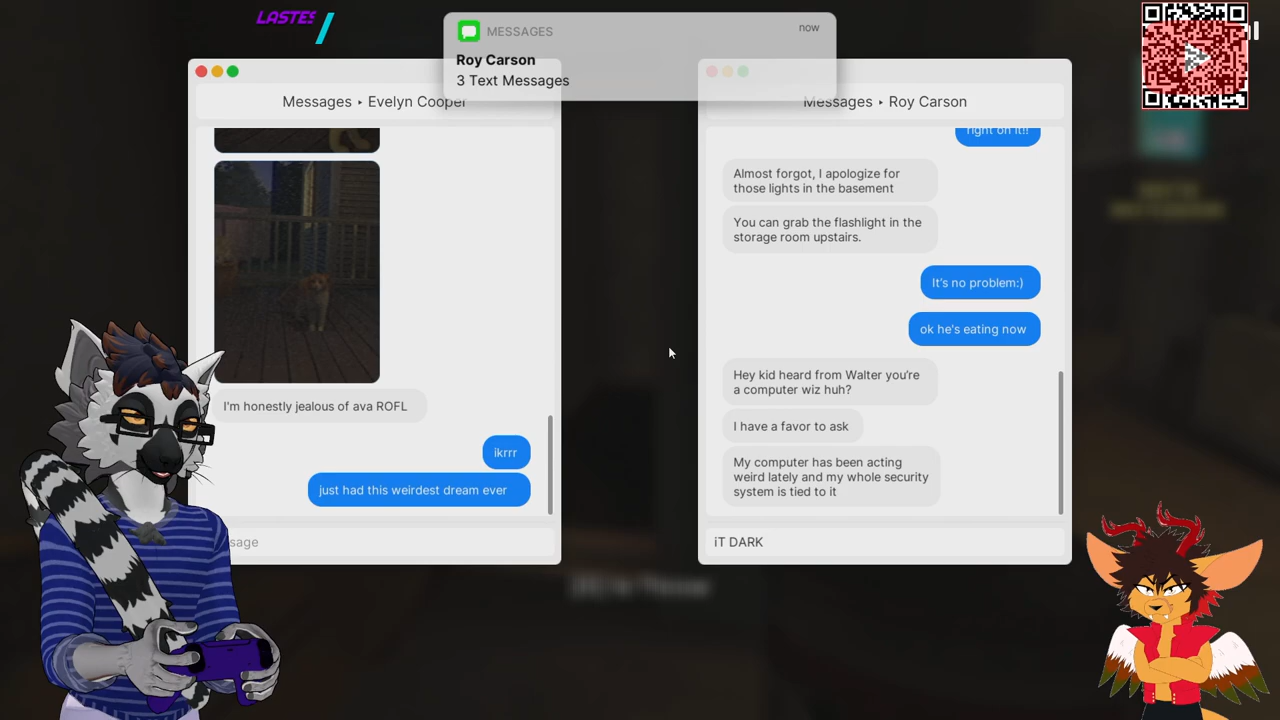 LASTES
MESSAGES
now
Roy Carson
3 Text Messages
Messages ▸ Evelyn Cooper
I'm honestly jealous of ava ROFL
ikrrr
just had this weirdest dream ever
sage
Messages ▸ Roy Carson
right on it!!
Almost forgot, I apologize for
those lights in the basement
You can grab the flashlight in the
storage room upstairs.
It's no problem:)
ok he's eating now
Hey kid heard from Walter you're
a computer wiz huh?
I have a favor to ask
My computer has been acting
weird lately and my whole security
system is tied to it
iT DARK